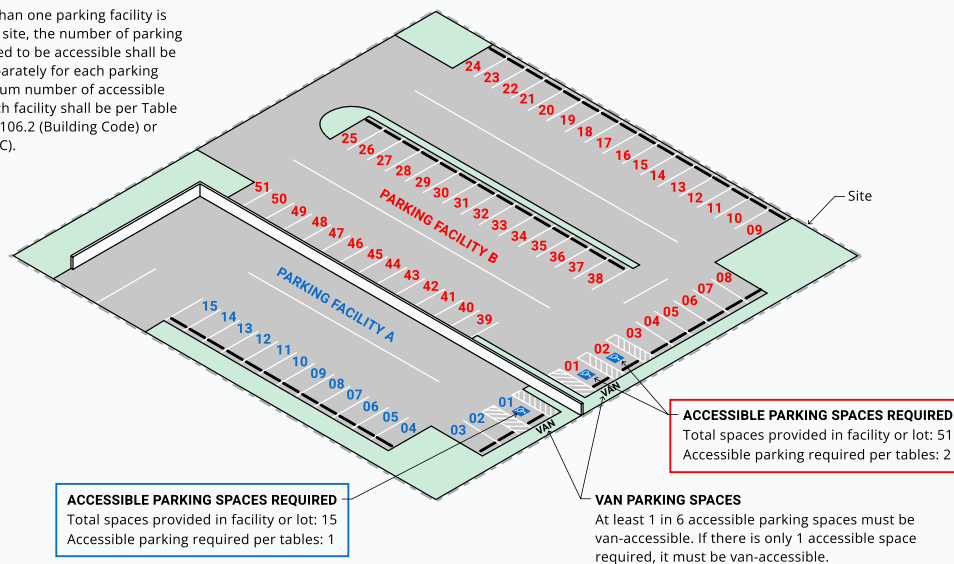 han one parking facility is
site, the number of parking
ed to be accessible shall be
parately for each parking
um number of accessible
h facility shall be per Table
106.2 (Building Code) or
C).
24
23
22
21
20
19
18
17
16
15
14
13
12
11
10
09
25
26
27
28
29
30
31
32
33
34
35
36
37
38
Site
PARKING FACILITY B
51
50
49
48
47
46
45
44
43
42
41
40
39
08
07
06
05
04
03
02
01
VAN
PARKING FACILITY A
15
14
13
12
11
10
09
08
07
06
05
04
03
02
01
VAN
ACCESSIBLE PARKING SPACES REQUIRED
Total spaces provided in facility or lot: 51
Accessible parking required per tables: 2
ACCESSIBLE PARKING SPACES REQUIRED
Total spaces provided in facility or lot: 15
Accessible parking required per tables: 1
VAN PARKING SPACES
At least 1 in 6 accessible parking spaces must be
van-accessible. If there is only 1 accessible space
required, it must be van-accessible.